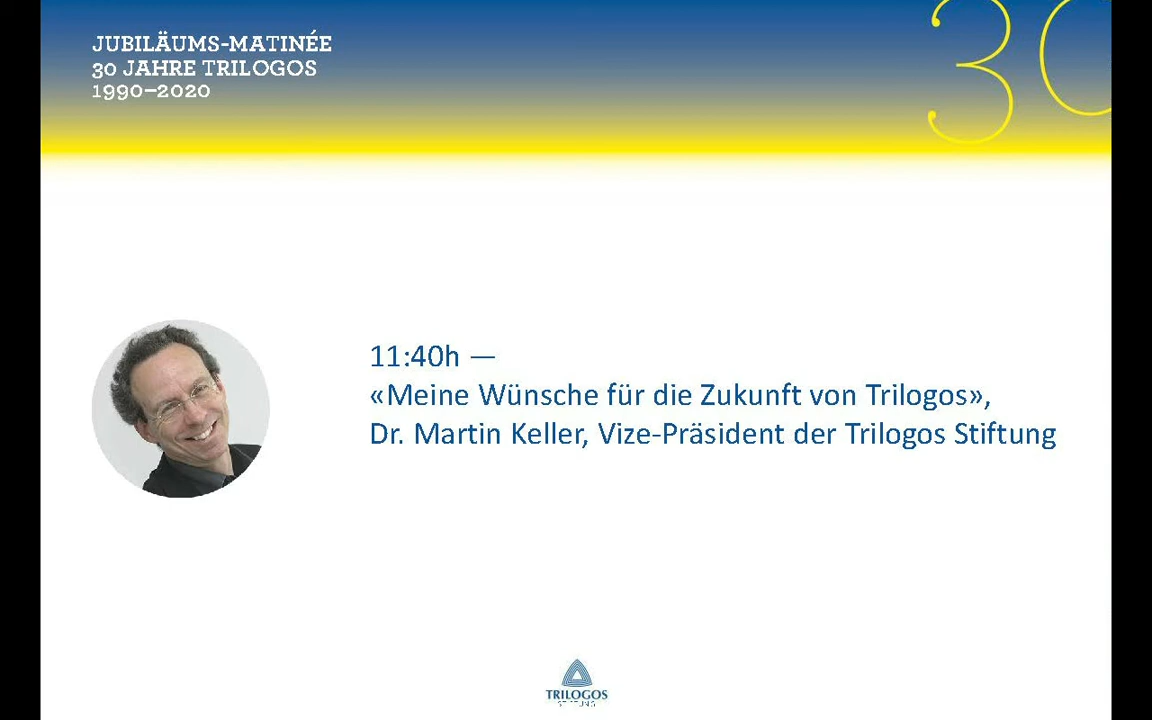 JUBILÄUMS-MATINÉE
30 JAHRE TRILOGOS
1990–2020
30
11:40h —
«Meine Wünsche für die Zukunft von Trilogos»,
Dr. Martin Keller, Vize-Präsident der Trilogos Stiftung
TRILOGOS
STIFTUNG